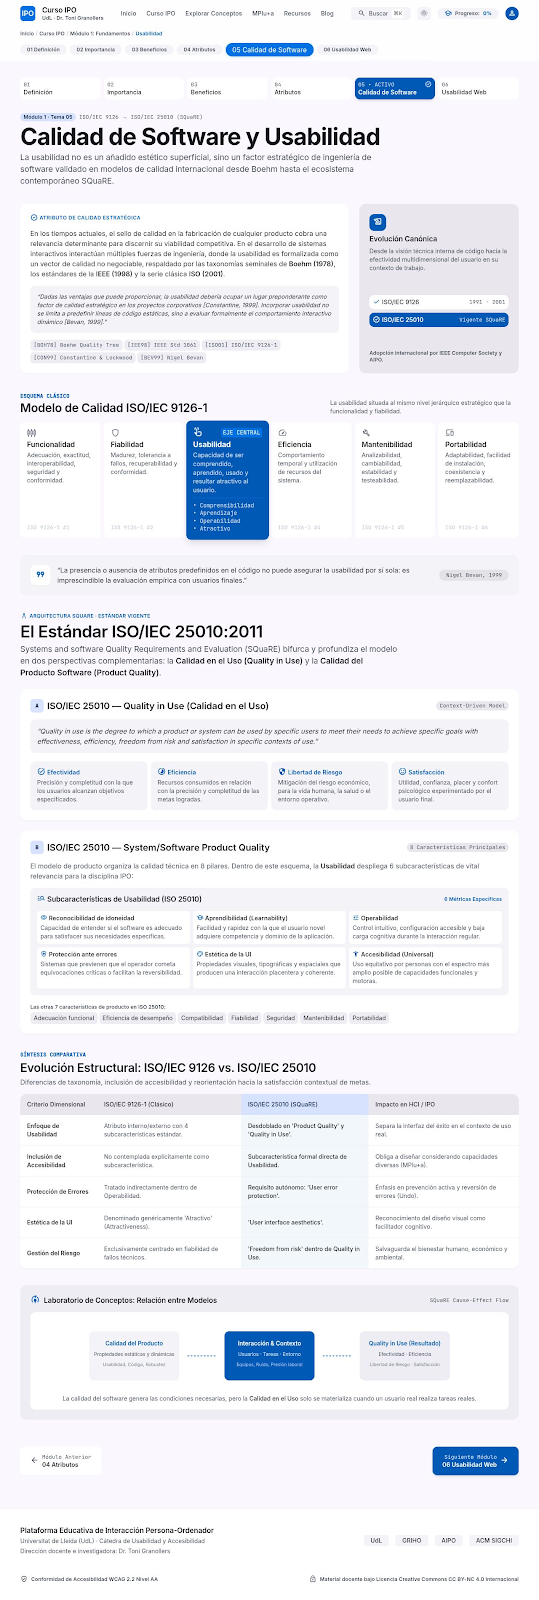 IPO
Curso IPO
UdL · Dr. Toni Granollers
Inicio
Curso IPO
Explorar Conceptos
MPIu+a
Recursos
Blog
Buscar ⌘K
Progreso: 0%
Inicio / Curso IPO / Módulo 1: Fundamentos / Usabilidad
01 Definición
02 Importancia
03 Beneficios
04 Atributos
05 Calidad de Software
06 Usabilidad Web
01
Definición
02
Importancia
03
Beneficios
04
Atributos
05 · ACTIVO
Calidad de Software
06
Usabilidad Web
Módulo 1 · Tema 05
ISO/IEC 9126 → ISO/IEC 25010 (SQuaRE)
Calidad de Software y Usabilidad
La usabilidad no es un añadido estético superficial, sino un factor estratégico de ingeniería de
software validado en modelos de calidad internacional desde Boehm hasta el ecosistema
contemporáneo SQuaRE.
ATRIBUTO DE CALIDAD ESTRATÉGICA
En los tiempos actuales, el sello de calidad en la fabricación de cualquier producto cobra una
relevancia determinante para discernir su viabilidad competitiva. En el desarrollo de sistemas
interactivos interactúan múltiples fuerzas de ingeniería, donde la usabilidad es formalizada como
un vector de calidad no negociable, respaldado por las taxonomías seminales de Boehm (1978),
los estándares de la IEEE (1998) y la serie clásica ISO (2001).
"Dadas las ventajas que puede proporcionar, la usabilidad debería ocupar un lugar preponderante como
factor de calidad estratégico en los proyectos corporativos [Constantine, 1999]. Incorporar usabilidad no
se limita a predefinir líneas de código estáticas, sino a evaluar formalmente el comportamiento interactivo
dinámico [Bevan, 1999]."
[BOH78] Boehm Quality Tree
[IEE98] IEEE Std 1061
[ISO01] ISO/IEC 9126-1
[CON99] Constantine & Lockwood
[BEV99] Nigel Bevan
Evolución Canónica
Desde la visión técnica interna de código hacia la
efectividad multidimensional del usuario en su
contexto de trabajo.
ISO/IEC 9126
1991 - 2001
ISO/IEC 25010
Vigente SQuaRE
Adopción internacional por IEEE Computer Society y
AIPO.
ESQUEMA CLÁSICO
Modelo de Calidad ISO/IEC 9126-1
La usabilidad situada al mismo nivel jerárquico estratégico que la
funcionalidad y fiabilidad.
Funcionalidad
Adecuación, exactitud,
interoperabilidad,
seguridad y
conformidad.
ISO 9126-1 #1
Fiabilidad
Madurez, tolerancia a
fallos, recuperabilidad y
conformidad.
ISO 9126-1 #2
EJE CENTRAL
Usabilidad
Capacidad de ser
comprendido,
aprendido, usado y
resultar atractivo al
usuario.
• Comprensibilidad
• Aprendizaje
• Operabilidad
• Atractivo
Eficiencia
Comportamiento
temporal y utilización
de recursos del
sistema.
ISO 9126-1 #4
Mantenibilidad
Analizabilidad,
cambiabilidad,
estabilidad y
testeabilidad.
ISO 9126-1 #5
Portabilidad
Adaptabilidad, facilidad
de instalación,
coexistencia y
reemplazabilidad.
ISO 9126-1 #6
"La presencia o ausencia de atributos predefinidos en el código no puede asegurar la usabilidad por sí sola: es
imprescindible la evaluación empírica con usuarios finales."
Nigel Bevan, 1999
ARQUITECTURA SQUARE · ESTÁNDAR VIGENTE
El Estándar ISO/IEC 25010:2011
Systems and software Quality Requirements and Evaluation (SQuaRE) bifurca y profundiza el modelo
en dos perspectivas complementarias: la Calidad en el Uso (Quality in Use) y la Calidad del
Producto Software (Product Quality).
A
ISO/IEC 25010 — Quality in Use (Calidad en el Uso)
Context-Driven Model
"Quality in use is the degree to which a product or system can be used by specific users to meet their needs to achieve specific goals with
effectiveness, efficiency, freedom from risk and satisfaction in specific contexts of use."
Efectividad
Precisión y completitud con la que
los usuarios alcanzan objetivos
especificados.
Eficiencia
Recursos consumidos en relación
con la precisión y completitud de las
metas logradas.
Libertad de Riesgo
Mitigación del riesgo económico,
para la vida humana, la salud o el
entorno operativo.
Satisfacción
Utilidad, confianza, placer y confort
psicológico experimentado por el
usuario final.
B
ISO/IEC 25010 — System/Software Product Quality
8 Características Principales
El modelo de producto organiza la calidad técnica en 8 pilares. Dentro de este esquema, la Usabilidad despliega 6 subcaracterísticas de vital
relevancia para la disciplina IPO:
Subcaracterísticas de Usabilidad (ISO 25010)
6 Métricas Específicas
Reconocibilidad de idoneidad
Capacidad de entender si el software es adecuado
para satisfacer sus necesidades específicas.
Aprendibilidad (Learnability)
Facilidad y rapidez con la que el usuario novel
adquiere competencia y dominio de la aplicación.
Operabilidad
Control intuitivo, configuración accesible y baja
carga cognitiva durante la interacción regular.
Protección ante errores
Sistemas que previenen que el operador cometa
equivocaciones críticas o facilitan la reversibilidad.
Estética de la UI
Propiedades visuales, tipográficas y espaciales que
producen una interacción placentera y coherente.
Accesibilidad (Universal)
Uso equitativo por personas con el espectro más
amplio posible de capacidades funcionales y
motoras.
Las otras 7 características de producto en ISO 25010:
Adecuación funcional
Eficiencia de desempeño
Compatibilidad
Fiabilidad
Seguridad
Mantenibilidad
Portabilidad
SÍNTESIS COMPARATIVA
Evolución Estructural: ISO/IEC 9126 vs. ISO/IEC 25010
Diferencias de taxonomía, inclusión de accesibilidad y reorientación hacia la satisfacción contextual de metas.
Criterio Dimensional
ISO/IEC 9126-1 (Clásico)
ISO/IEC 25010 (SQuaRE)
Impacto en HCI / IPO
Enfoque de
Usabilidad
Atributo interno/externo con 4
subcaracterísticas estándar.
Desdoblado en 'Product Quality' y
'Quality in Use'.
Separa la interfaz del éxito en el contexto de uso
real.
Inclusión de
Accesibilidad
No contemplada explícitamente como
subcaracterística.
Subcaracterística formal directa de
Usabilidad.
Obliga a diseñar considerando capacidades
diversas (MPIu+a).
Protección de Errores
Tratado indirectamente dentro de
Operabilidad.
Requisito autónomo: 'User error
protection'.
Énfasis en prevención activa y reversión de
errores (Undo).
Estética de la UI
Denominado genéricamente 'Atractivo'
(Attractiveness).
'User interface aesthetics'.
Reconocimiento del diseño visual como
facilitador cognitivo.
Gestión del Riesgo
Exclusivamente centrado en fiabilidad de
fallos técnicos.
'Freedom from risk' dentro de Quality in
Use.
Salvaguarda el bienestar humano, económico y
ambiental.
Laboratorio de Conceptos: Relación entre Modelos
SQuaRE Cause-Effect Flow
Calidad del Producto
Propiedades estáticas y dinámicas
Usabilidad, Código, Robustez
Interacción & Contexto
Usuarios · Tareas · Entorno
Equipos, Ruido, Presión laboral
Quality in Use (Resultado)
Efectividad · Eficiencia
Libertad de Riesgo · Satisfacción
La calidad del software genera las condiciones necesarias, pero la Calidad en el Uso solo se materializa cuando un usuario real realiza tareas reales.
Módulo Anterior
04 Atributos
Siguiente Módulo
06 Usabilidad Web
Plataforma Educativa de Interacción Persona-Ordenador
Universitat de Lleida (UdL) · Cátedra de Usabilidad y Accesibilidad
Dirección docente e investigadora: Dr. Toni Granollers
UdL
GRIHO
AIPO
ACM SIGCHI
Conformidad de Accesibilidad WCAG 2.2 Nivel AA
Material docente bajo Licencia Creative Commons CC BY-NC 4.0 Internacional